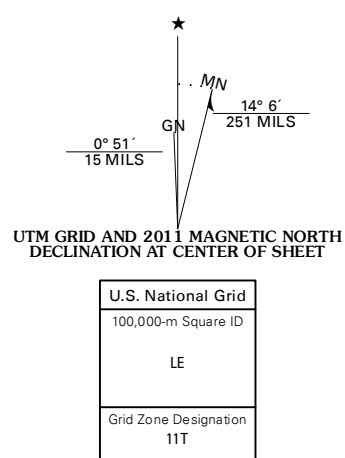 ★
MN
GN
0° 51´
15 MILS
14° 6´
251 MILS
UTM GRID AND 2011 MAGNETIC NORTH
DECLINATION AT CENTER OF SHEET
U.S. National Grid
100,000-m Square ID
LE
Grid Zone Designation
11T